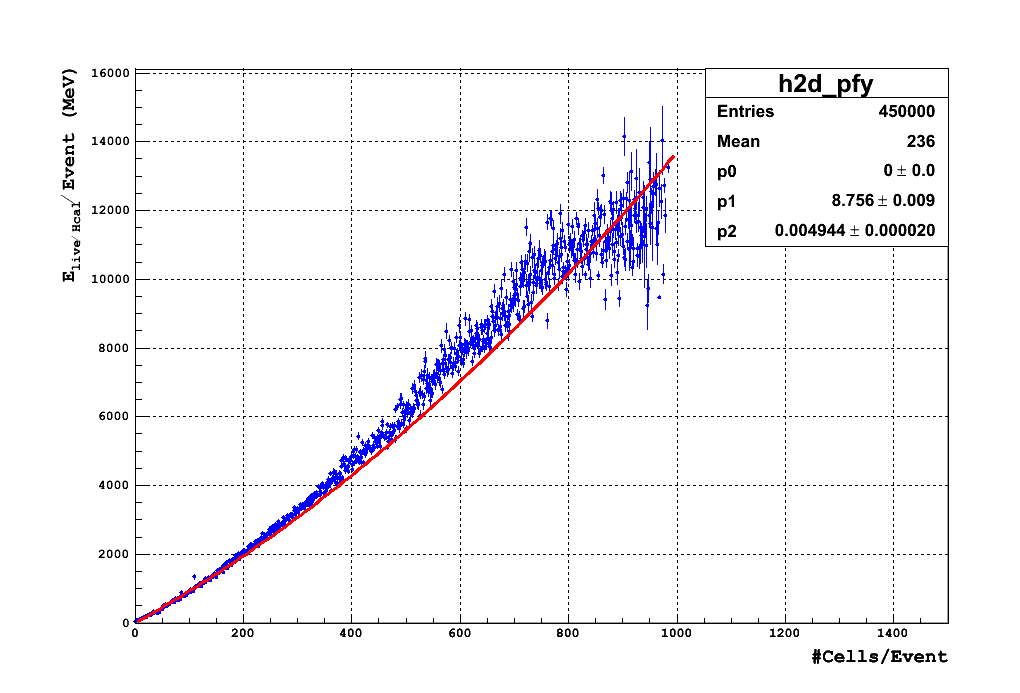 h2d_pfy
Entries 450000
Mean 236
p0 0 ± 0.0
p1 8.756 ± 0.009
p2 0.004944 ± 0.000020
E live/Hcal/Event (MeV)
16000
14000
12000
10000
8000
6000
4000
2000
0
0 200 400 600 800 1000 1200 1400
#Cells/Event